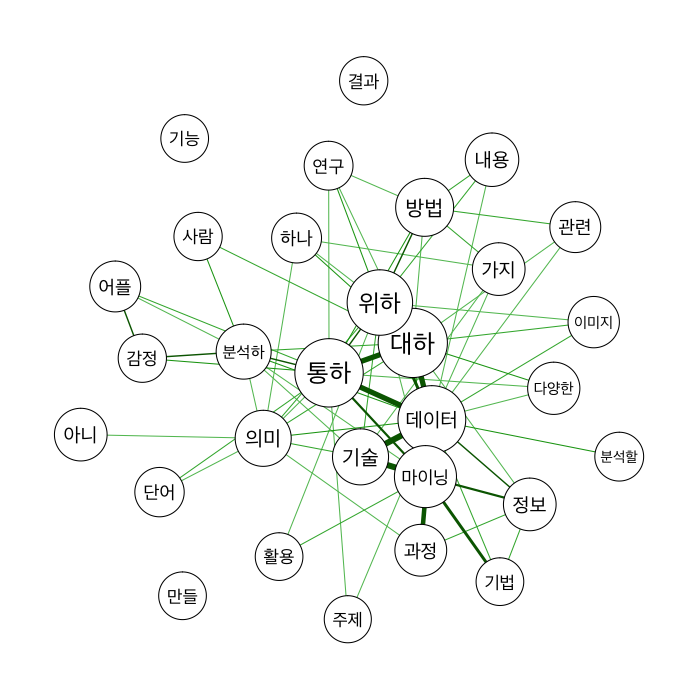 결과
기능
내용
연구
방법
관련
사람
하나
가지
어플
위하
이미지
대하
분석하
감정
통하
다양한
데이터
아니
의미
기술
분석할
마이닝
단어
정보
과정
활용
기법
만들
주제